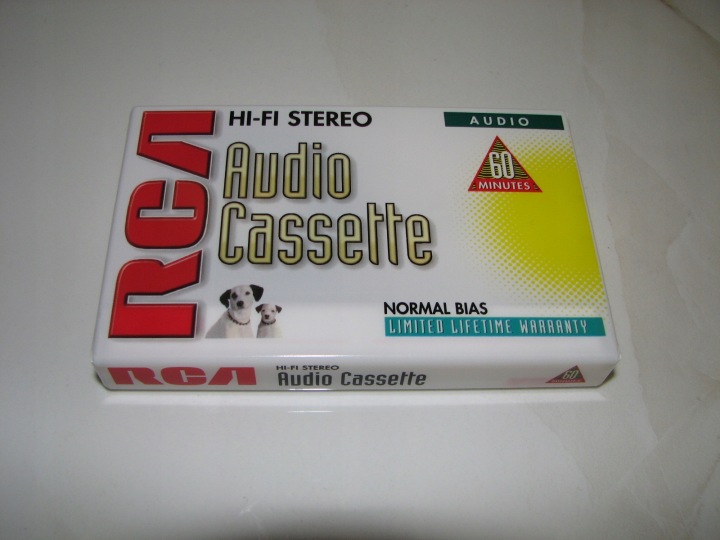 RCA
HI-FI STEREO
Audio
Cassette
AUDIO
60
MINUTES
NORMAL BIAS
LIMITED LIFETIME WARRANTY
RCA
HI-FI STEREO
Audio Cassette
60